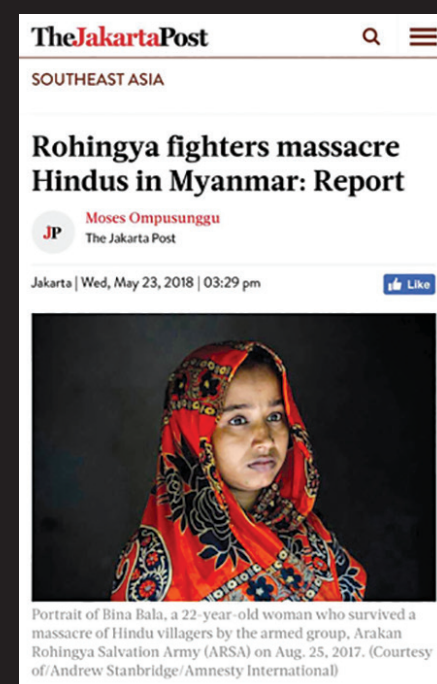 TheJakartaPost
SOUTHEAST ASIA
Rohingya fighters massacre
Hindus in Myanmar: Report
JP
Moses Ompusunggu
The Jakarta Post
Jakarta | Wed, May 23, 2018 | 03:29 pm
Like
Portrait of Bina Bala, a 22-year-old woman who survived a
massacre of Hindu villagers by the armed group, Arakan
Rohingya Salvation Army (ARSA) on Aug. 25, 2017. (Courtesy
of/Andrew Stanbridge/Amnesty International)